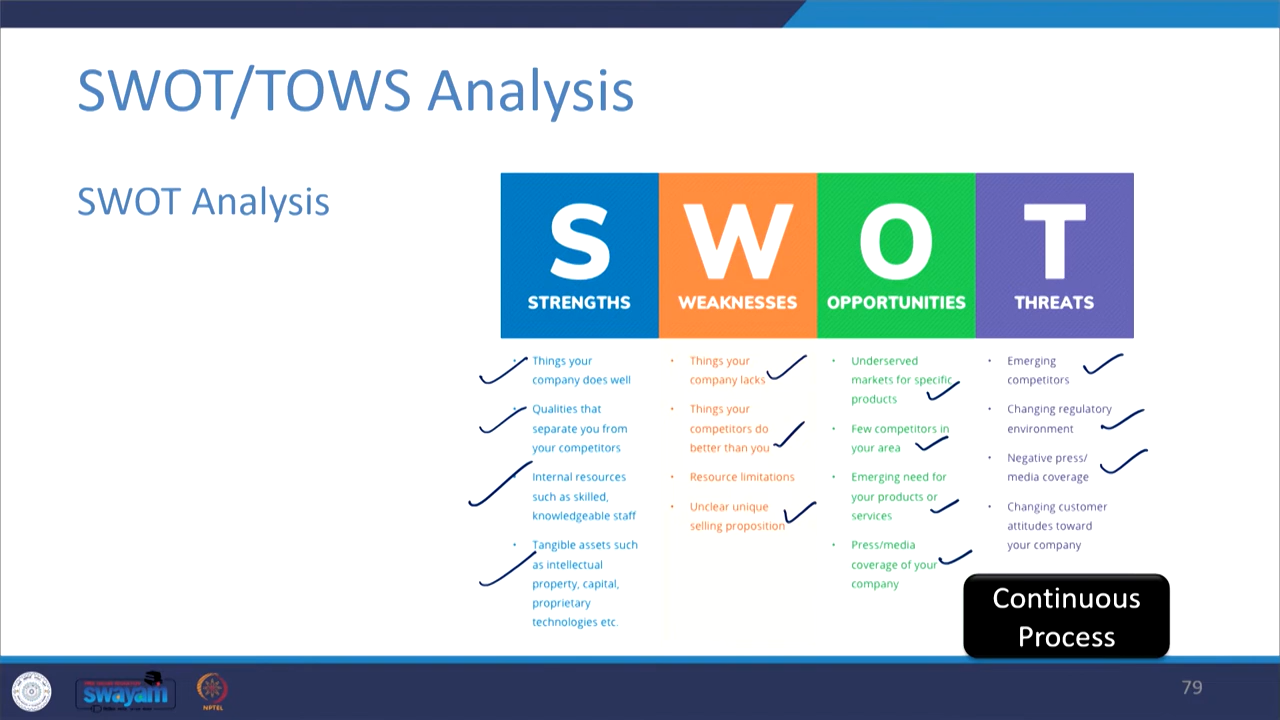 SWOT/TOWS Analysis
SWOT Analysis
S
STRENGTHS
W
WEAKNESSES
O
OPPORTUNITIES
T
THREATS
• Things your
company does well
• Qualities that
separate you from
your competitors
• Internal resources
such as skilled,
knowledgeable staff
• Tangible assets such
as intellectual
property, capital,
proprietary
technologies etc.
• Things your
company lacks
• Things your
competitors do
better than you
• Resource limitations
• Unclear unique
selling proposition
• Underserved
markets for specific
products
• Few competitors in
your area
• Emerging need for
your products or
services
• Press/media
coverage of your
company
• Emerging
competitors
• Changing regulatory
environment
• Negative press/
media coverage
• Changing customer
attitudes toward
your company
Continuous
Process
swayam
NPTEL
79